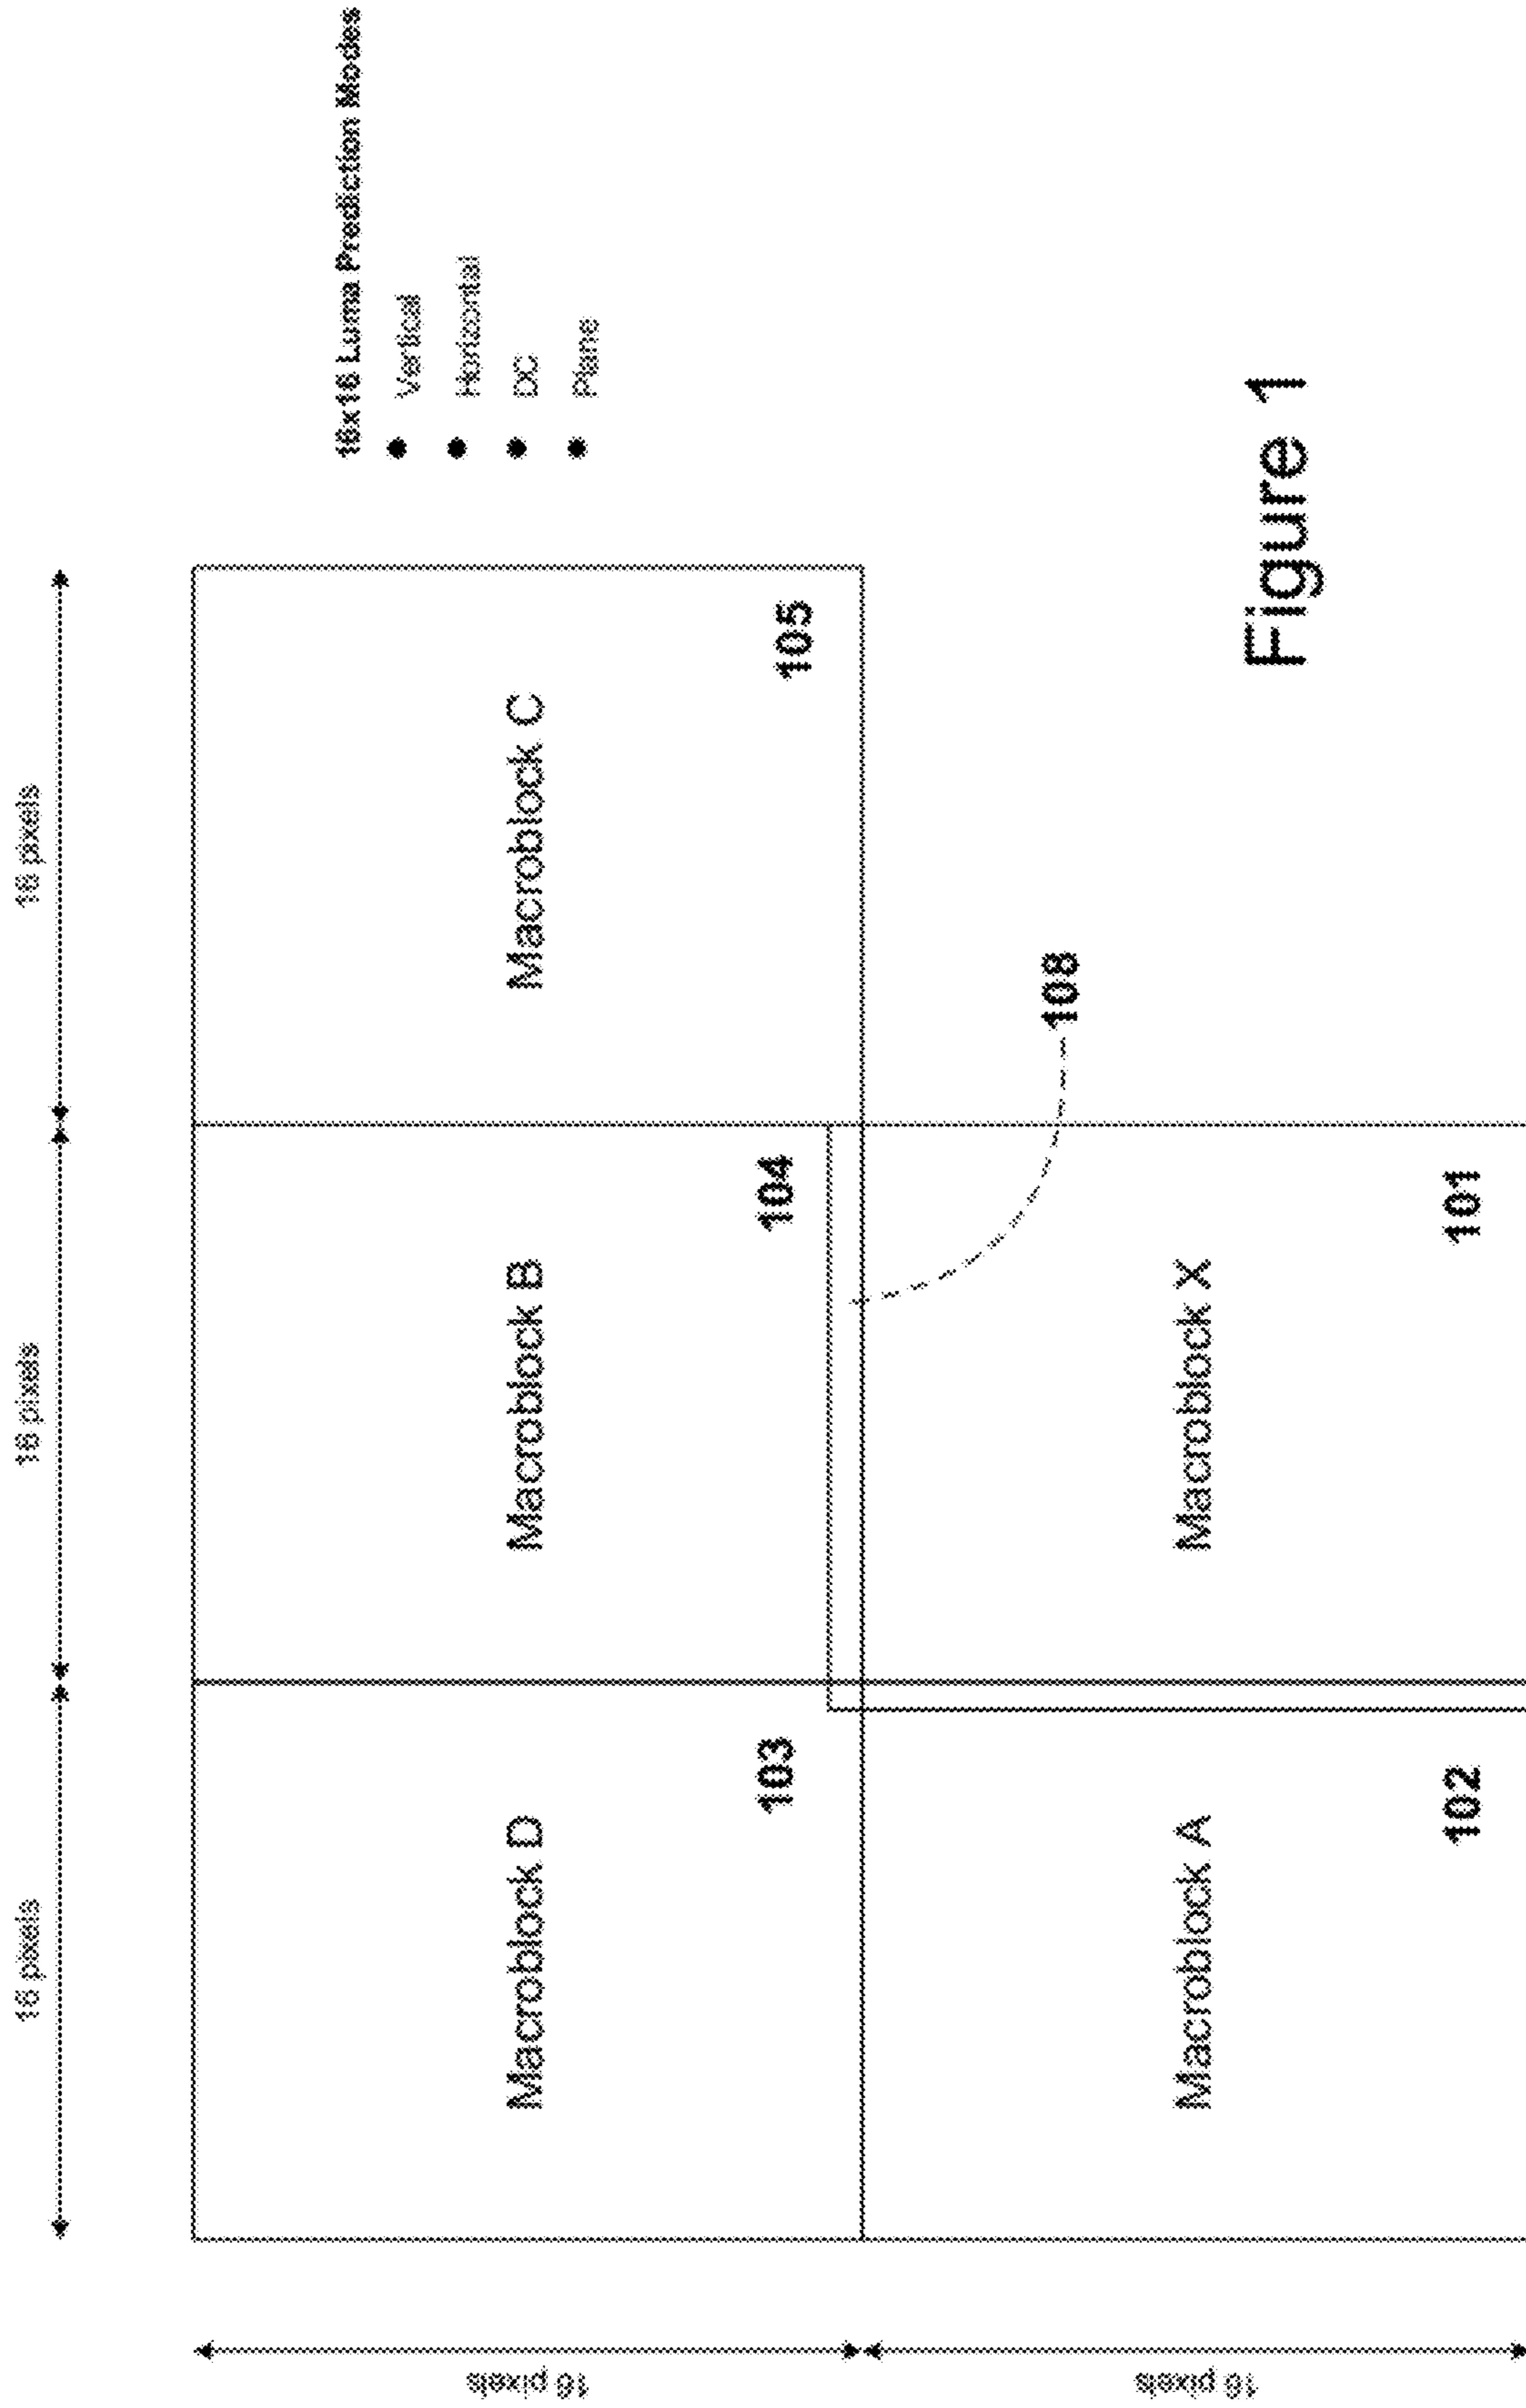 16 pixels
16 pixels
16 pixels
16x16 Luma Prediction Modes
● Vertical
● Horizontal
● DC
● Plane
16 pixels
Macroblock D
103
Macroblock B
104
Macroblock C
105
16 pixels
Macroblock A
102
Macroblock X
101
108
Figure 1